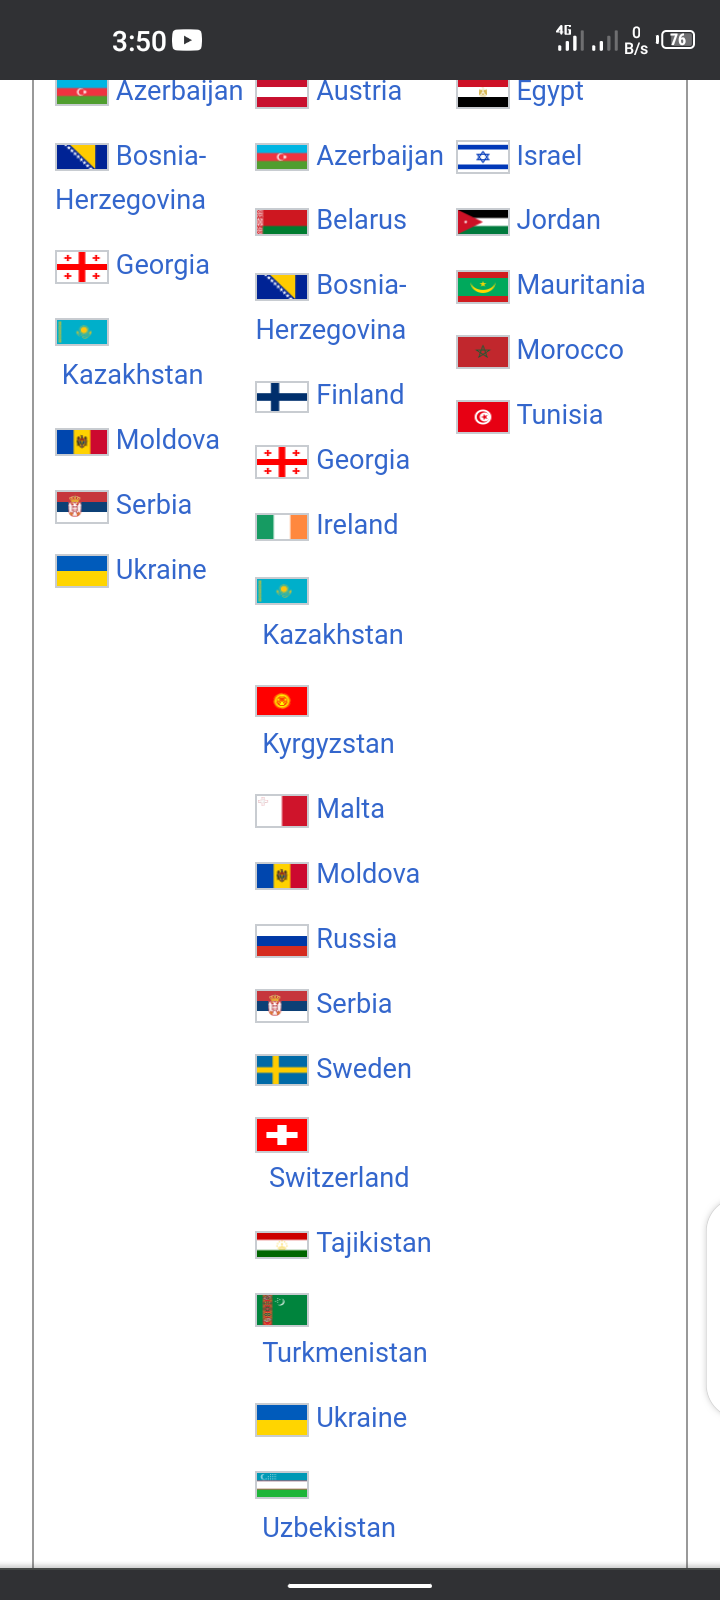 3:50
4G
0
B/s
76
Azerbaijan
Bosnia-
Herzegovina
Georgia
Kazakhstan
Moldova
Serbia
Ukraine
Austria
Azerbaijan
Belarus
Bosnia-
Herzegovina
Finland
Georgia
Ireland
Kazakhstan
Kyrgyzstan
Malta
Moldova
Russia
Serbia
Sweden
Switzerland
Tajikistan
Turkmenistan
Ukraine
Uzbekistan
Egypt
Israel
Jordan
Mauritania
Morocco
Tunisia